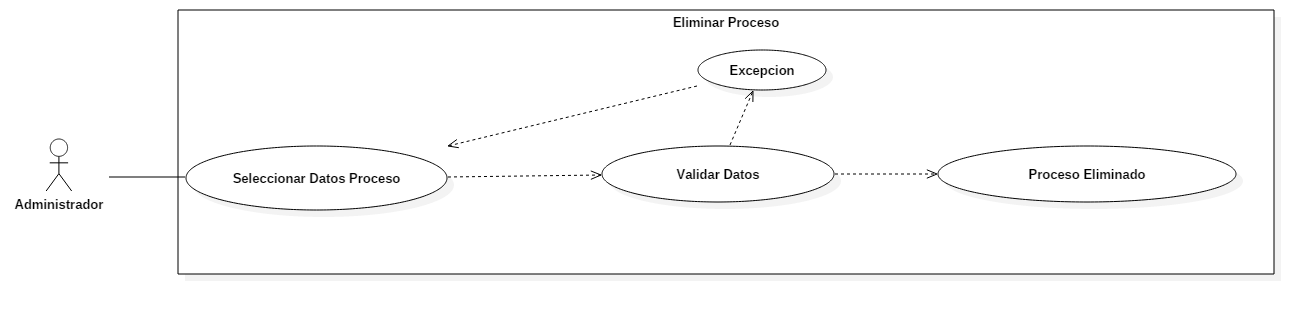 Eliminar Proceso
Excepcion
Seleccionar Datos Proceso
Validar Datos
Proceso Eliminado
Administrador